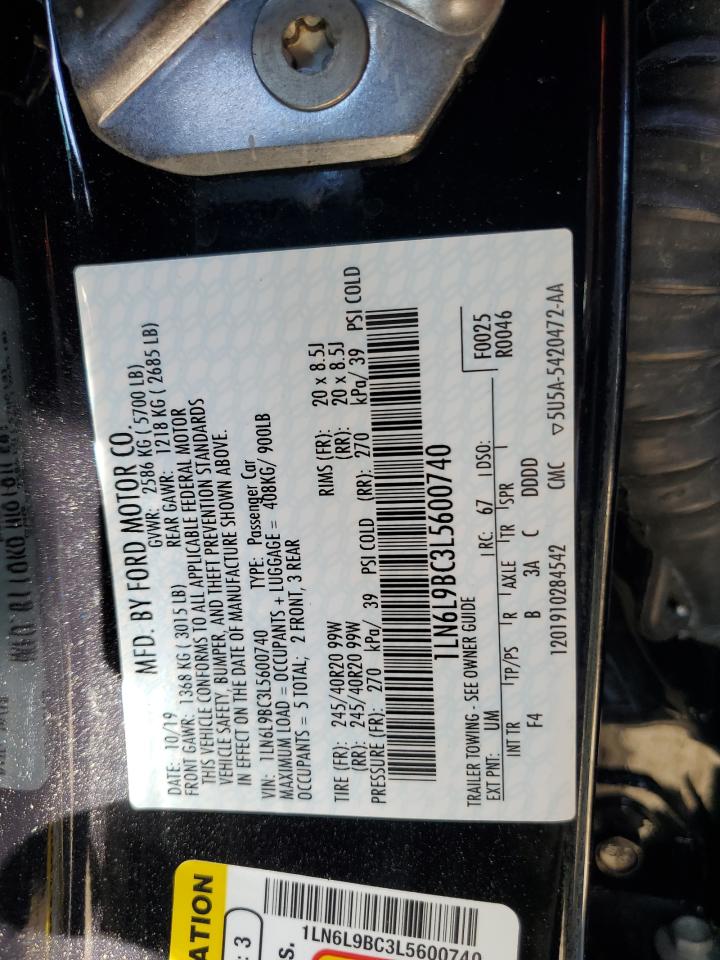 MFD. BY FORD MOTOR CO.
DATE: 10/19 GVWR: 2586 KG ( 5700 LB)
FRONT GAWR: 1368 KG ( 3015 LB) REAR GAWR: 1218 KG ( 2685 LB)
THIS VEHICLE CONFORMS TO ALL APPLICABLE FEDERAL MOTOR
VEHICLE SAFETY, BUMPER, AND THEFT PREVENTION STANDARDS
IN EFFECT ON THE DATE OF MANUFACTURE SHOWN ABOVE.
VIN: 1LN6L9BC3L5600740 TYPE: Passenger Car
MAXIMUM LOAD = OCCUPANTS + LUGGAGE = 408KG/ 900LB
OCCUPANTS = 5 TOTAL; 2 FRONT, 3 REAR
TIRE (FR): 245/40R20 99W RIMS (FR): 20 x 8.5J
(RR): 245/40R20 99W (RR): 20 x 8.5J
PRESSURE (FR): 270 kPa/ 39 PSI COLD (RR): 270 kPa/ 39 PSI COLD
1LN6L9BC3L5600740
TRAILER TOWING - SEE OWNER GUIDE F0025
EXT PNT: UM RC: 67 DSO: R0046
INT TR TP/PS R AXLE TR SPR
F4 B 3A C DDDD
1201910284542 CMC ▽5U5A-5420472-AA
ATION
: 3
s.
1LN6L9BC3L5600740